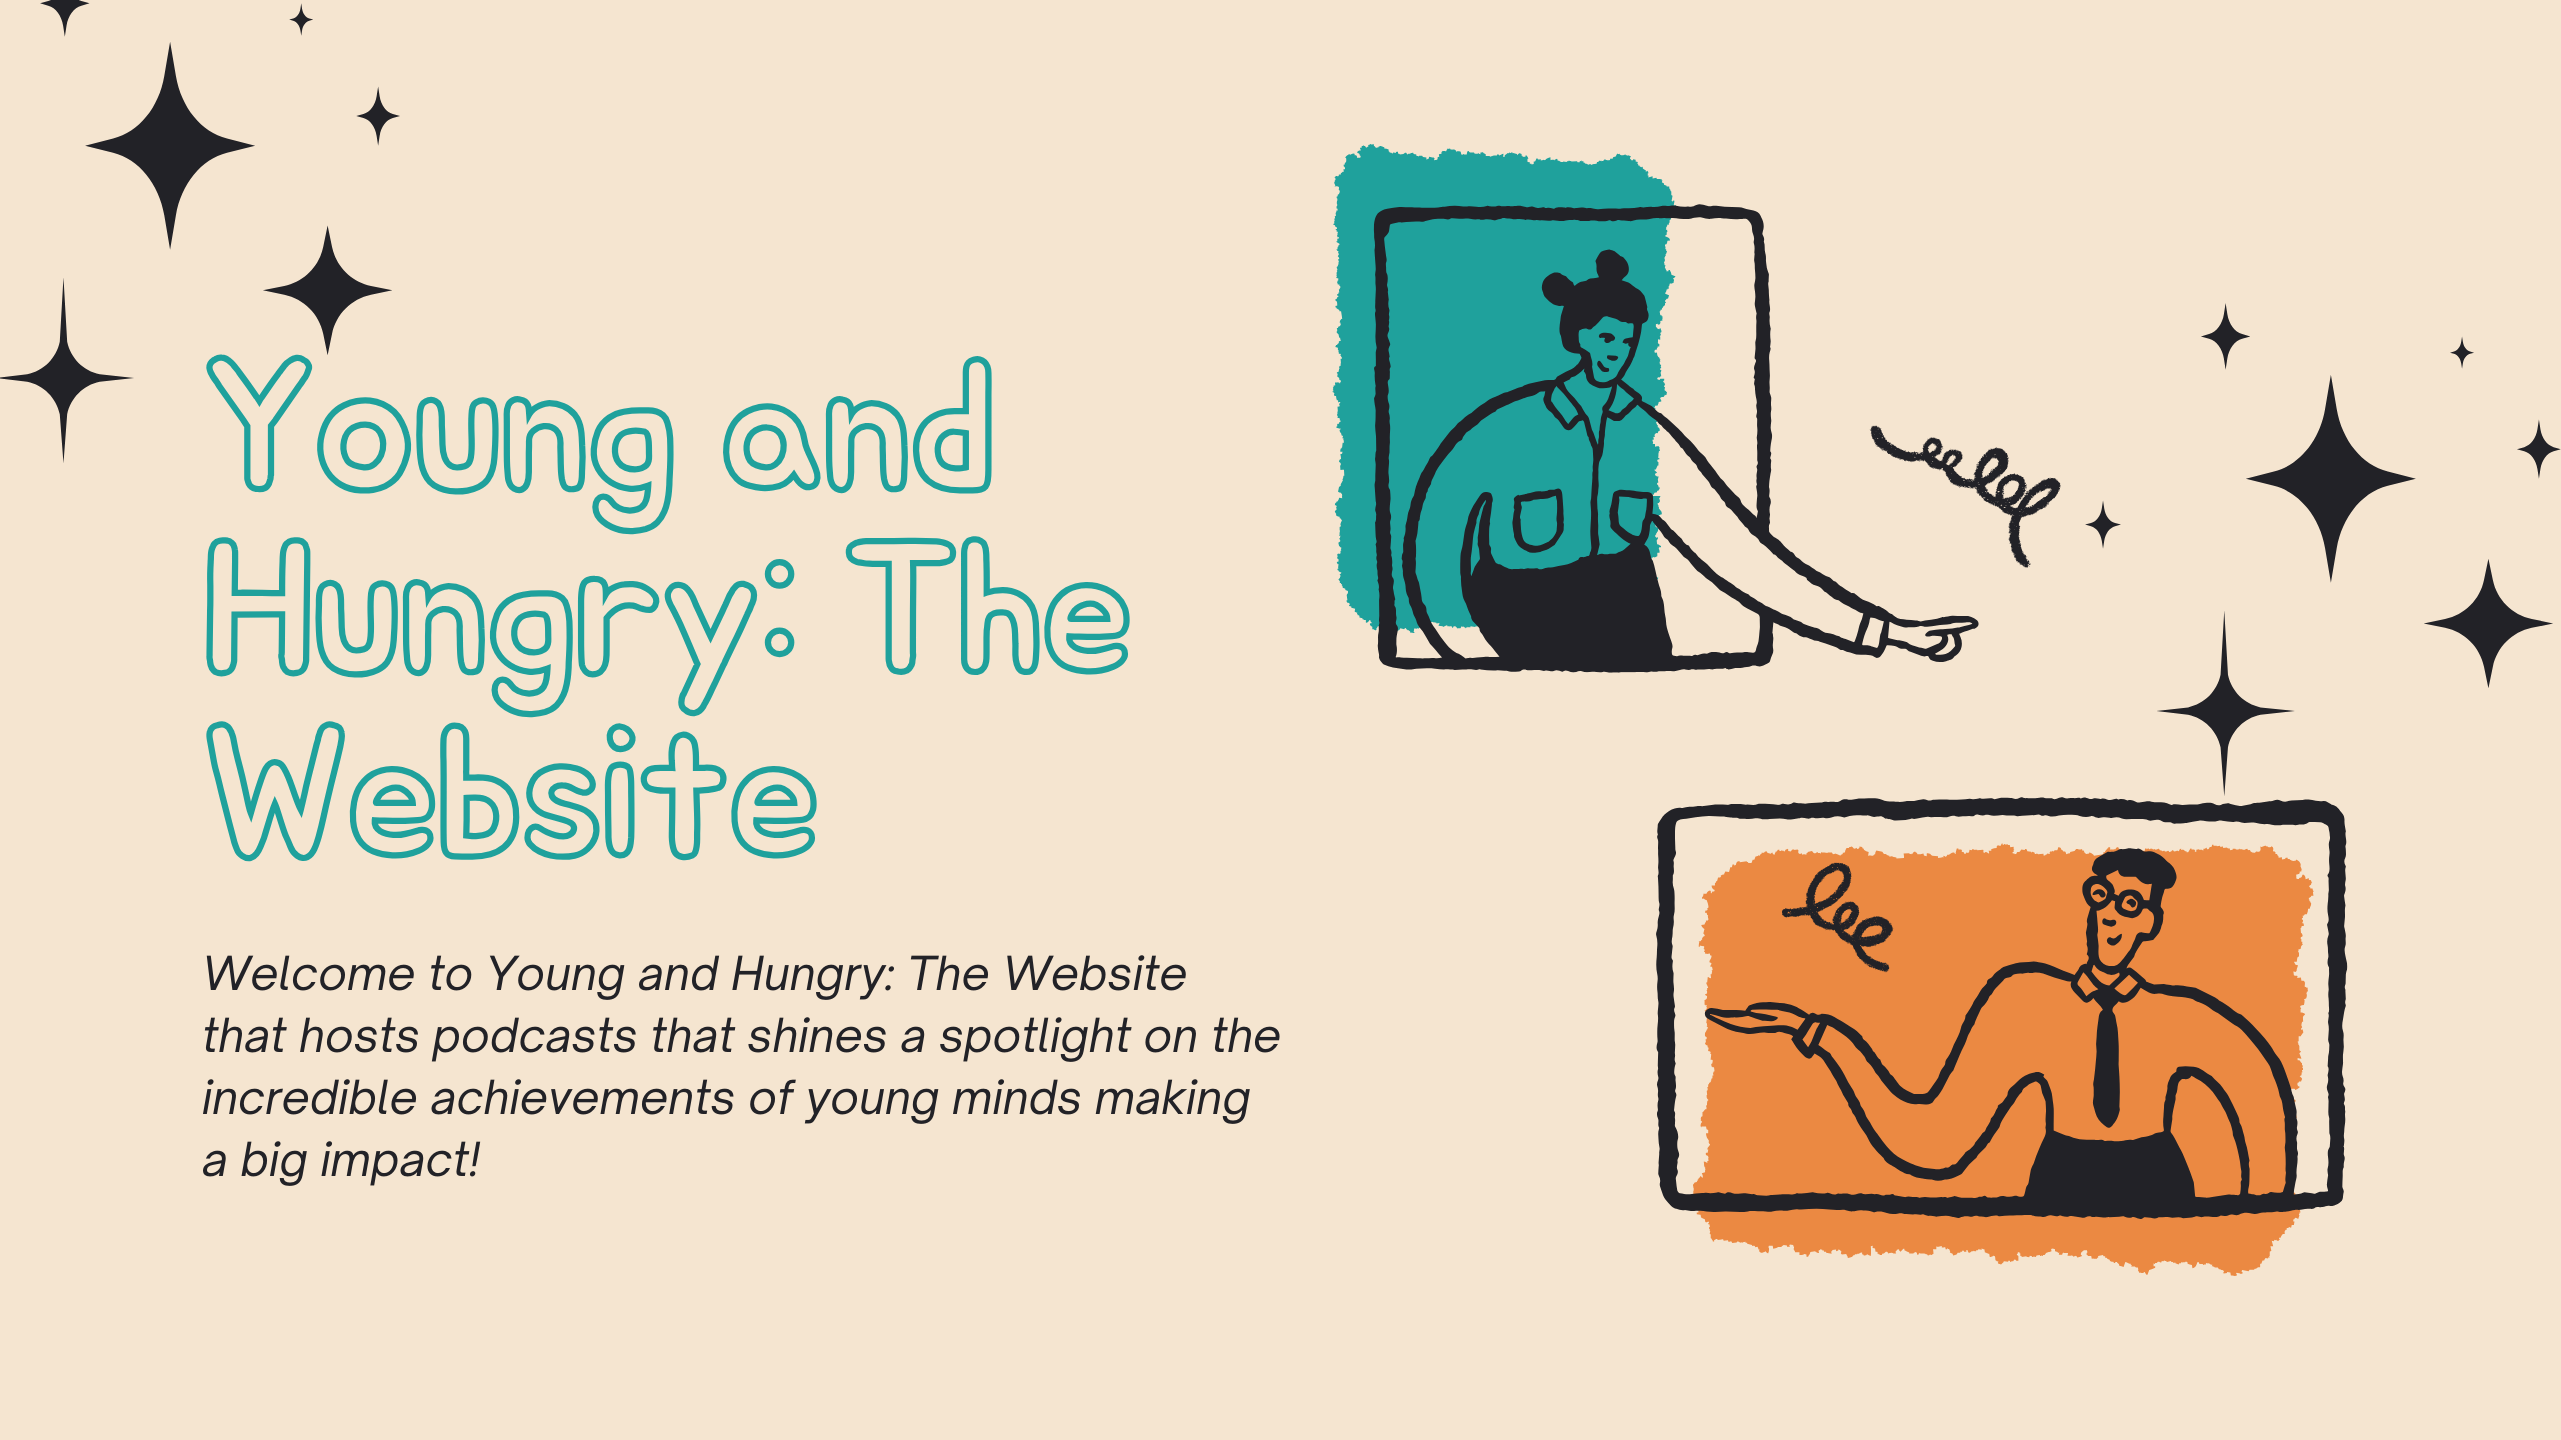 Young and
Hungry: The
Website
Welcome to Young and Hungry: The Website
that hosts podcasts that shines a spotlight on the
incredible achievements of young minds making
a big impact!